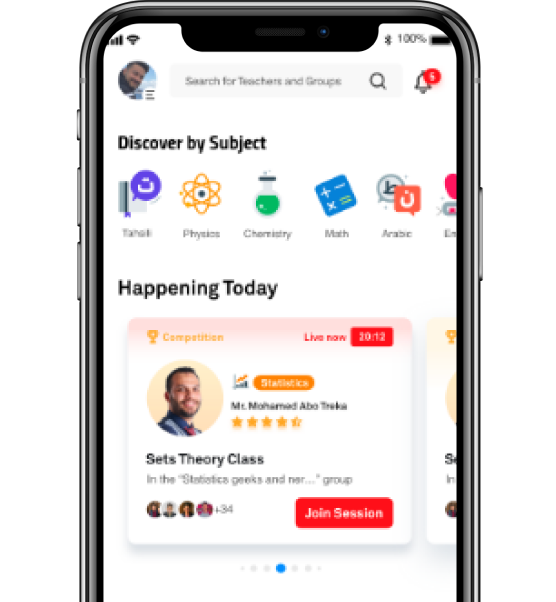 100%
Search for Teachers and Groups
5
Discover by Subject
ت
ن
Tahsili
Physics
Chemistry
Math
Arabic
En
Happening Today
Competition
Live now
20:12
Statistics
Mr. Mohamed Abo Treka
Sets Theory Class
In the "Statistics geeks and ner..." group
+34
Join Session
Se
In